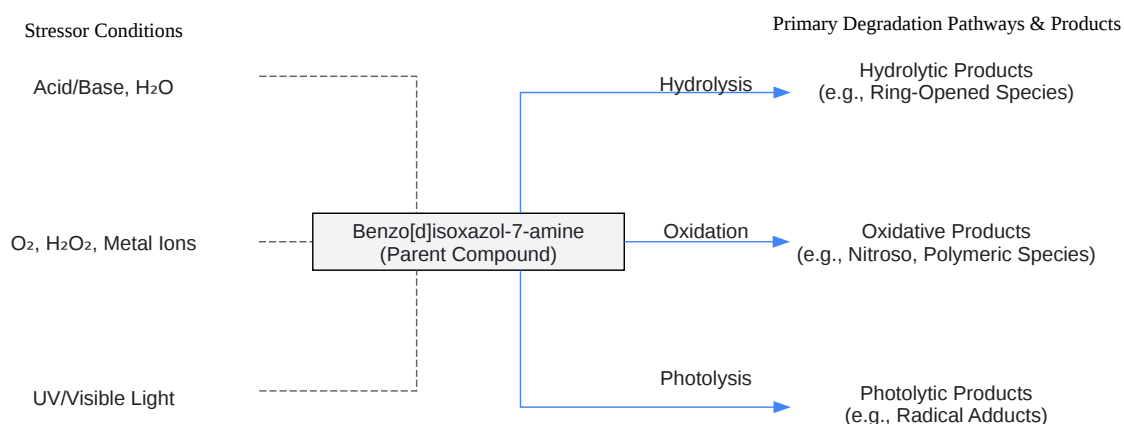 Stressor Conditions
Primary Degradation Pathways & Products
Acid/Base, H₂O
Hydrolysis
Hydrolytic Products
(e.g., Ring-Opened Species)
O₂, H₂O₂, Metal Ions
Benzo[d]isoxazol-7-amine
(Parent Compound)
Oxidation
Oxidative Products
(e.g., Nitroso, Polymeric Species)
UV/Visible Light
Photolysis
Photolytic Products
(e.g., Radical Adducts)